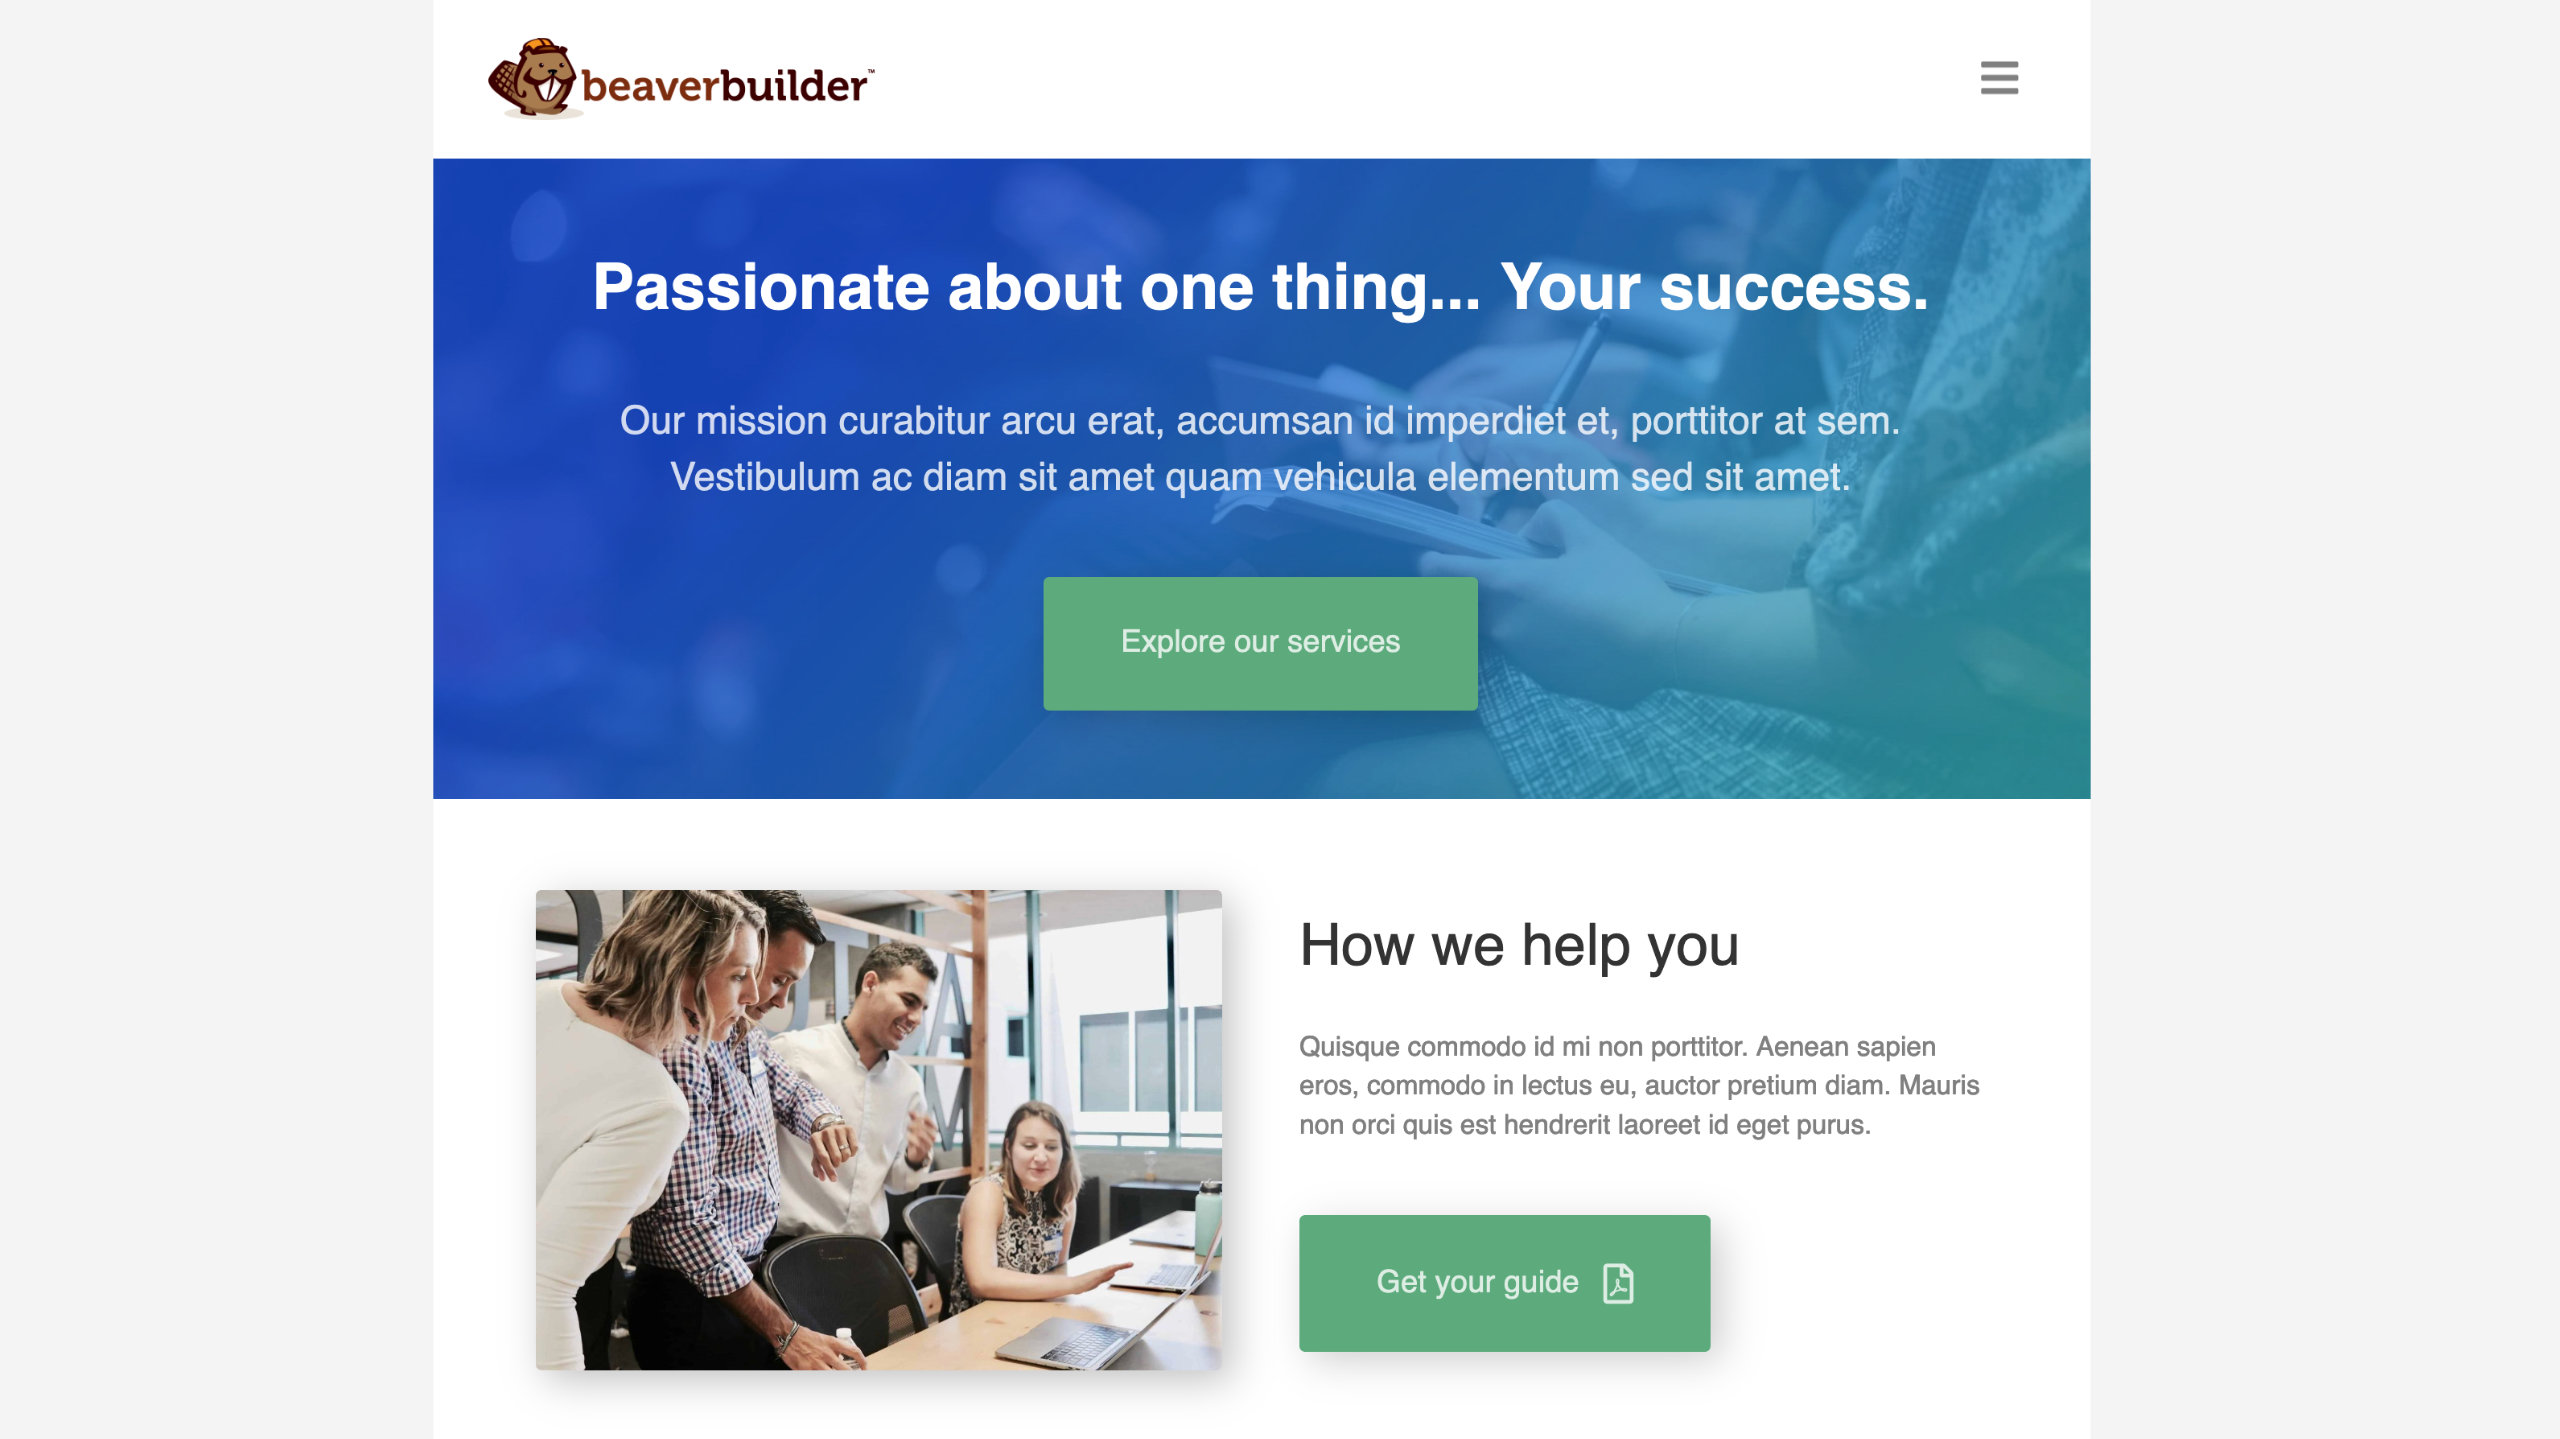 beaverbuilder™
Passionate about one thing... Your success.
Our mission curabitur arcu erat, accumsan id imperdiet et, porttitor at sem.
Vestibulum ac diam sit amet quam vehicula elementum sed sit amet.
Explore our services
How we help you
Quisque commodo id mi non porttitor. Aenean sapien
eros, commodo in lectus eu, auctor pretium diam. Mauris
non orci quis est hendrerit laoreet id eget purus.
Get your guide